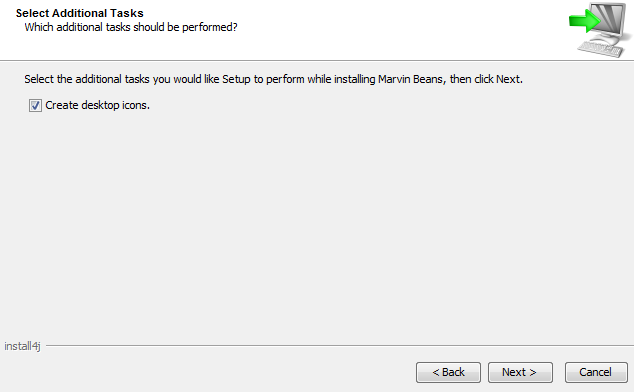 Select Additional Tasks
Which additional tasks should be performed?
Select the additional tasks you would like Setup to perform while installing Marvin Beans, then click Next.
Create desktop icons.
install4j
< Back
Next >
Cancel